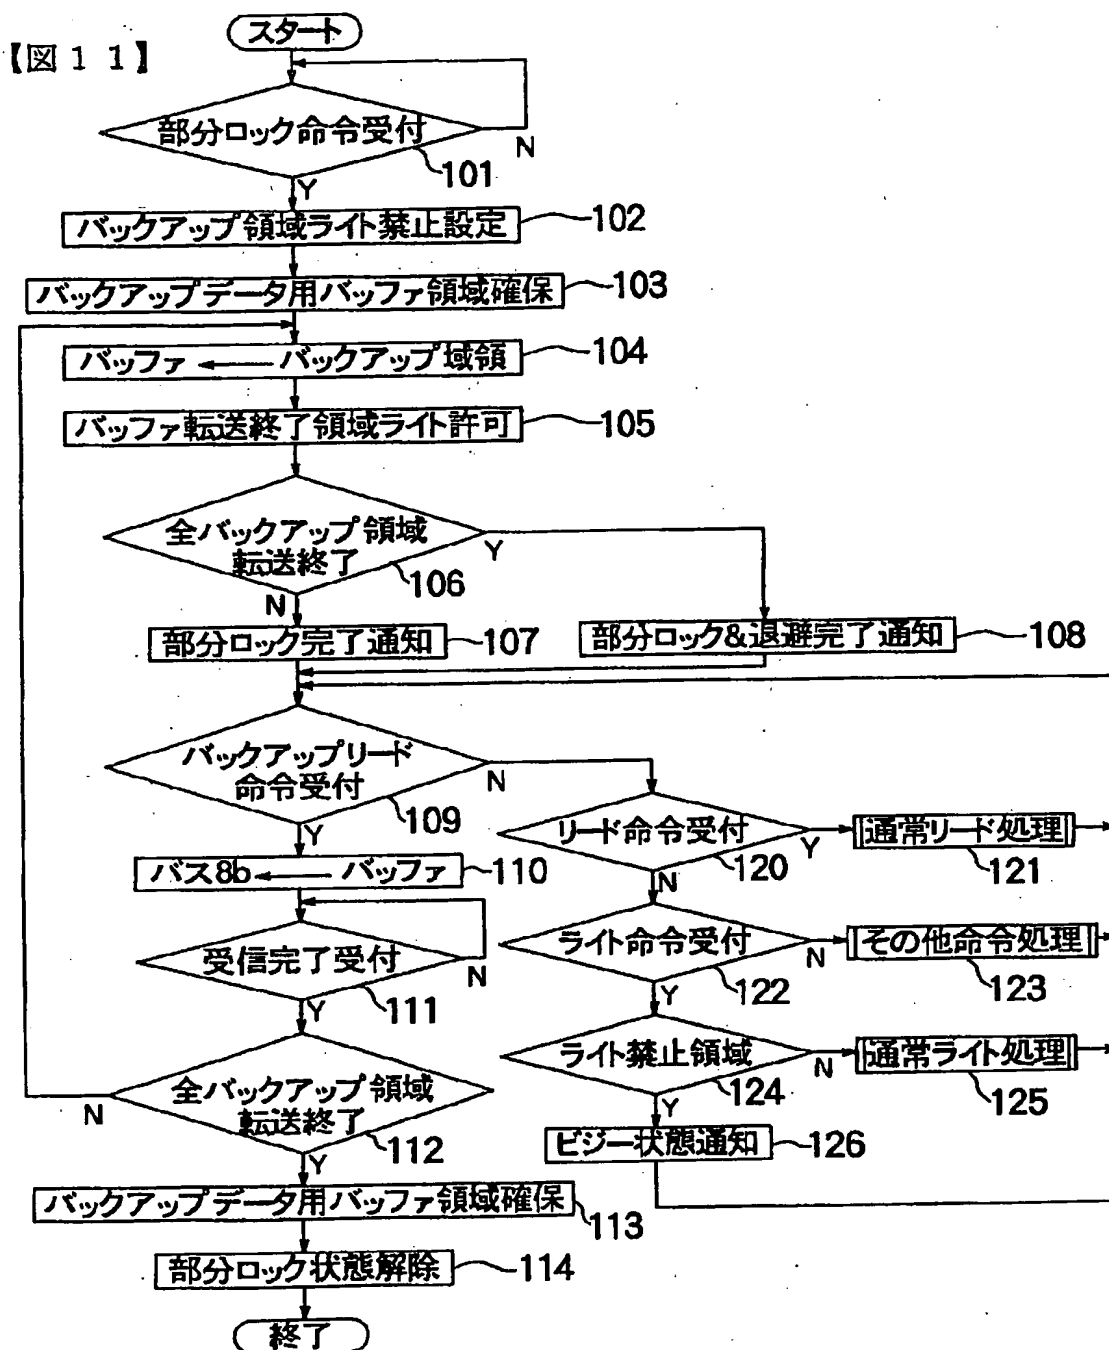 【図１１】
スタート
部分ロック命令受付
N
101
Y
バックアップ領域ライト禁止設定
102
バックアップデータ用バッファ領域確保
103
バッファ ← バックアップ域領
104
バッファ転送終了領域ライト許可
105
全バックアップ領域
転送終了
Y
106
N
部分ロック完了通知
107
部分ロック&退避完了通知
108
バックアップリード
命令受付
N
109
Y
バス8b ← バッファ
110
受信完了受付
N
111
Y
全バックアップ領域
転送終了
N
112
Y
バックアップデータ用バッファ領域確保
113
部分ロック状態解除
114
終了
リード命令受付
Y
120
通常リード処理
121
N
ライト命令受付
N
122
その他命令処理
123
Y
ライト禁止領域
N
124
通常ライト処理
125
Y
ビジー状態通知
126